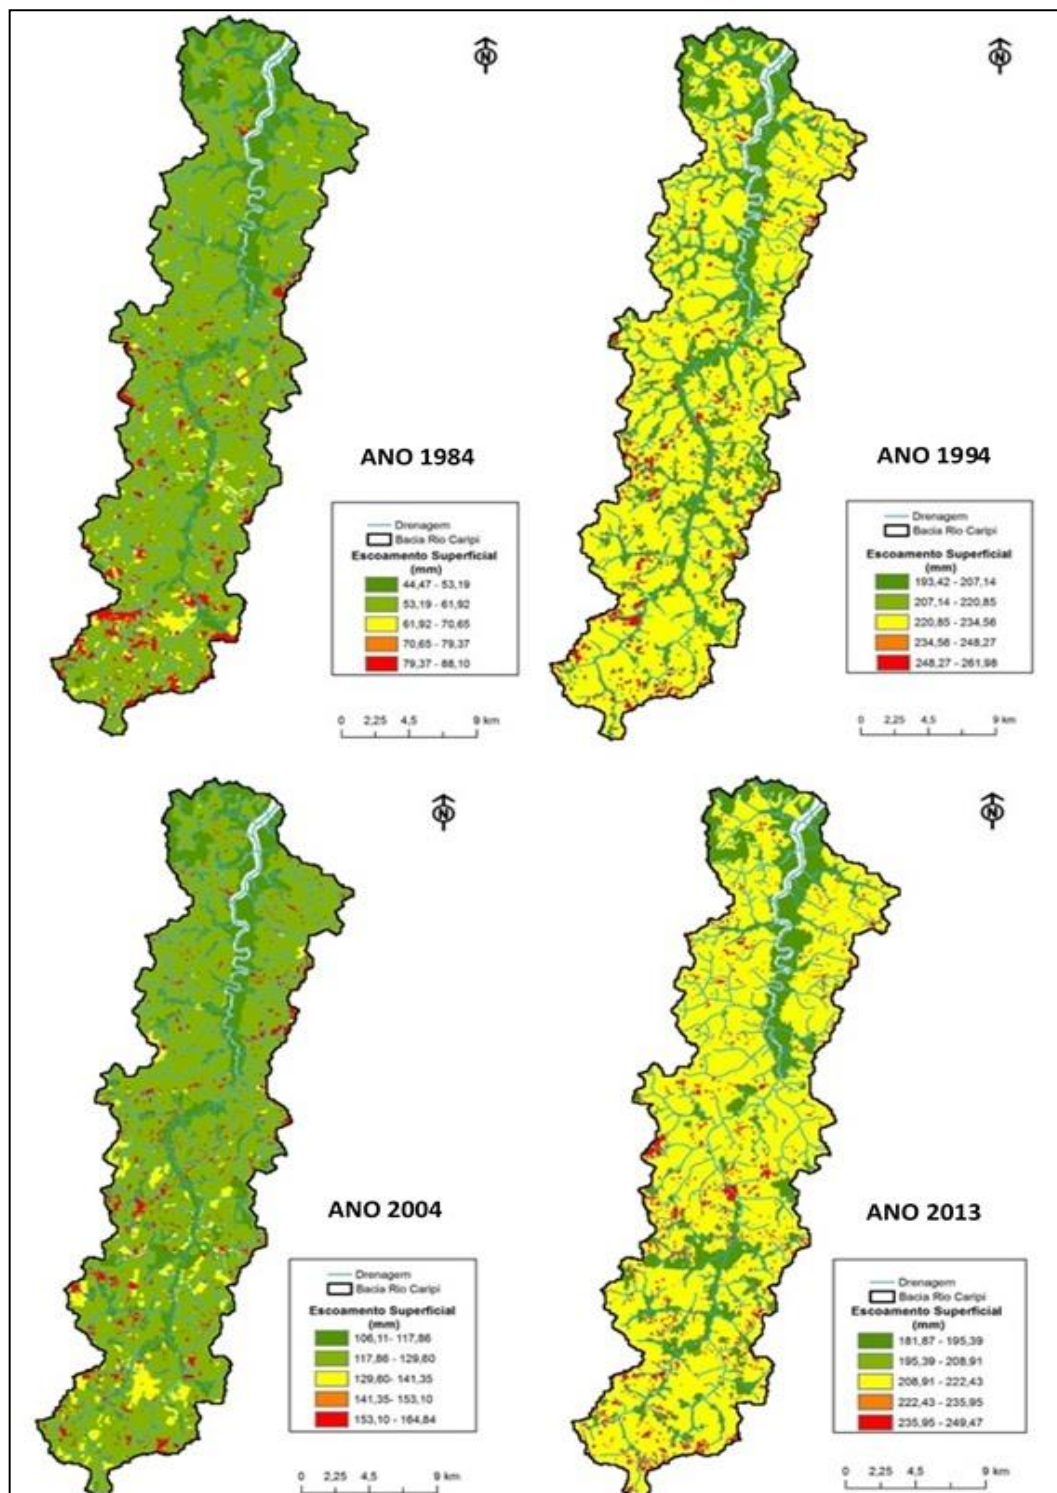 N
N
ANO 1984
Drenagem
Bacia Rio Caripi
Escoamento Superficial
(mm)
44,47 - 53,19
53,19 - 61,92
61,92 - 70,65
70,65 - 79,37
79,37 - 88,10
0 2,25 4,5 9 km
ANO 1994
Drenagem
Bacia Rio Caripi
Escoamento Superficial
(mm)
193,42 - 207,14
207,14 - 220,85
220,85 - 234,56
234,56 - 248,27
248,27 - 261,98
0 2,25 4,5 9 km
N
N
ANO 2004
Drenagem
Bacia Rio Caripi
Escoamento Superficial
(mm)
106,11- 117,86
117,86 - 129,60
129,60- 141,35
141,35- 153,10
153,10 - 164,84
0 2,25 4,5 9 km
ANO 2013
Drenagem
Bacia Rio Caripi
Escoamento Superficial
(mm)
181,87 - 195,39
195,39 - 208,91
208,91 - 222,43
222,43 - 235,95
235,95 - 249,47
0 2,25 4,5 9 km